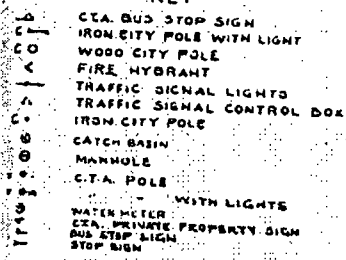 C.T.A. BUS STOP SIGN
IRON CITY POLE WITH LIGHT
WOOD CITY POLE
FIRE HYDRANT
TRAFFIC SIGNAL LIGHTS
TRAFFIC SIGNAL CONTROL BOX
IRON CITY POLE
CATCH BASIN
MANHOLE
C.T.A. POLE
" WITH LIGHTS
WATER METER
CTA. PRIVATE PROPERTY SIGN
BUS STOP SIGN
STOP SIGN